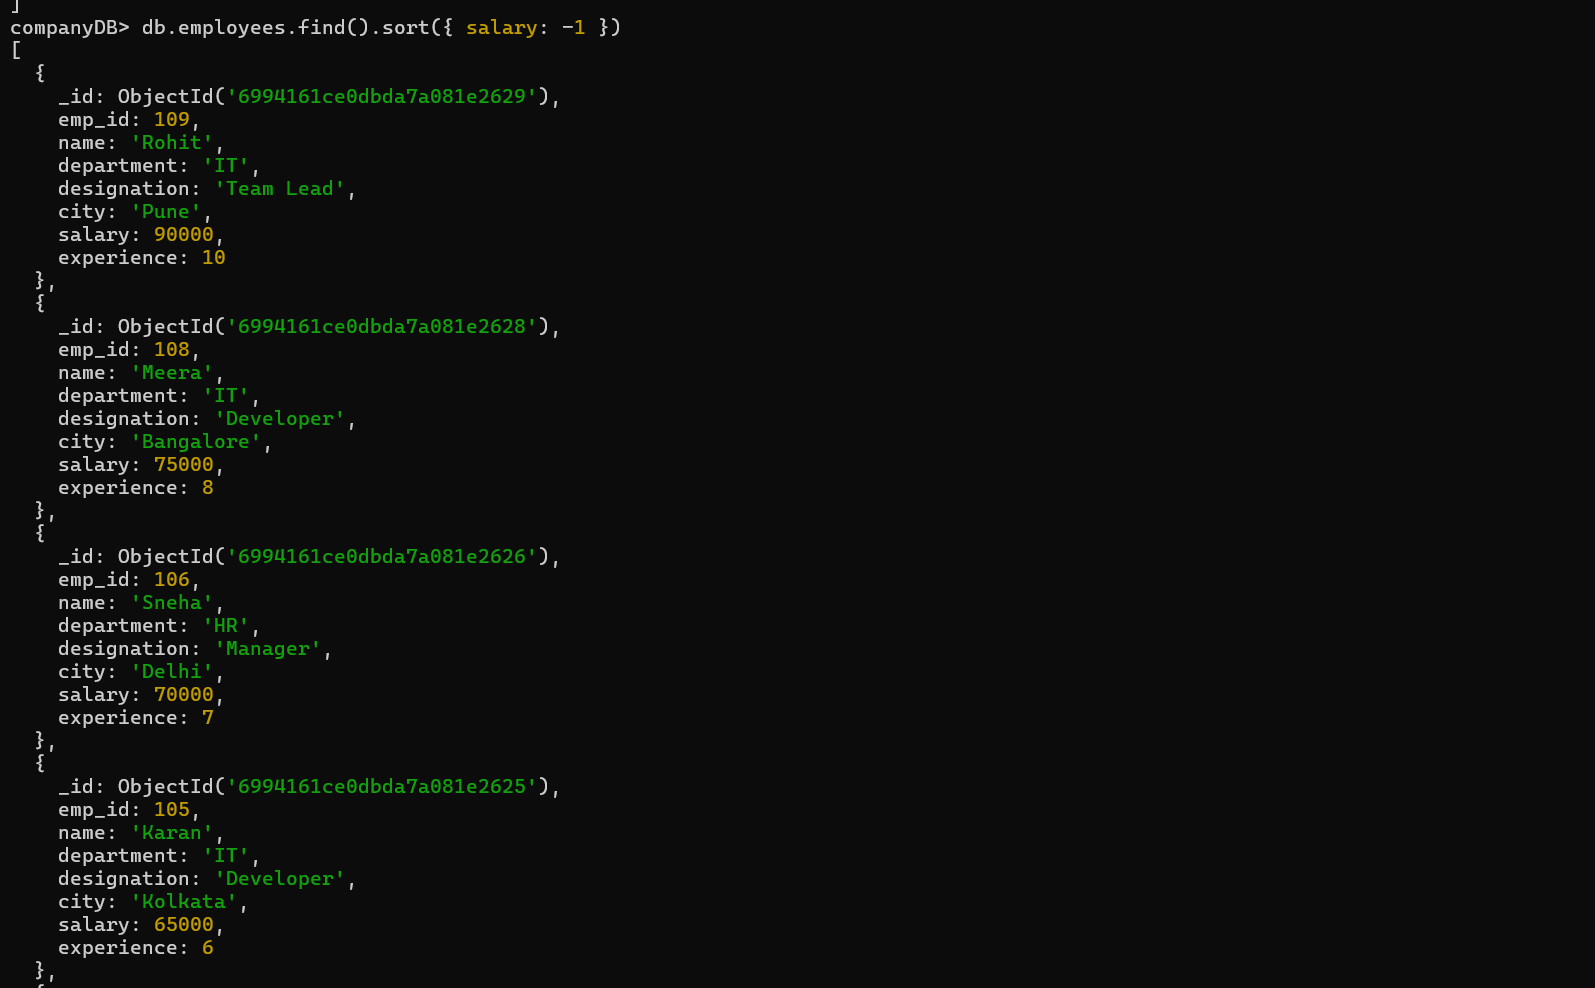 ]
companyDB> db.employees.find().sort({ salary: -1 })
[
  {
    _id: ObjectId('6994161ce0dbda7a081e2629'),
    emp_id: 109,
    name: 'Rohit',
    department: 'IT',
    designation: 'Team Lead',
    city: 'Pune',
    salary: 90000,
    experience: 10
  },
  {
    _id: ObjectId('6994161ce0dbda7a081e2628'),
    emp_id: 108,
    name: 'Meera',
    department: 'IT',
    designation: 'Developer',
    city: 'Bangalore',
    salary: 75000,
    experience: 8
  },
  {
    _id: ObjectId('6994161ce0dbda7a081e2626'),
    emp_id: 106,
    name: 'Sneha',
    department: 'HR',
    designation: 'Manager',
    city: 'Delhi',
    salary: 70000,
    experience: 7
  },
  {
    _id: ObjectId('6994161ce0dbda7a081e2625'),
    emp_id: 105,
    name: 'Karan',
    department: 'IT',
    designation: 'Developer',
    city: 'Kolkata',
    salary: 65000,
    experience: 6
  },
  {